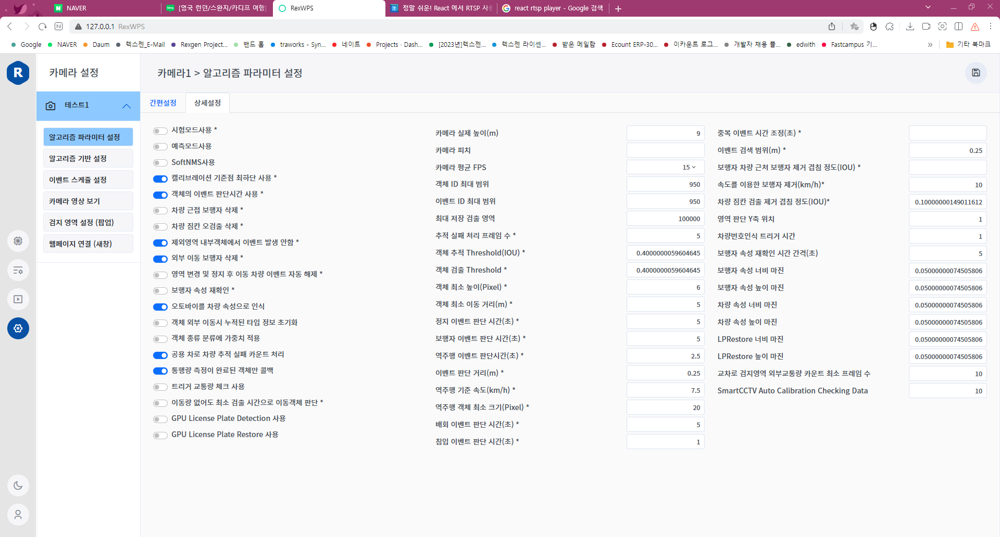 NAVER
[영국 런던/스완지/카디프 여행]
RexWPS
정말 쉬운! React 에서 RTSP 사용
react rtsp player - Google 검색
127.0.0.1 RexWPS
Google
NAVER
Daum
렉스젠_E-Mail
Rexgen Project...
밴드 홈
traworks - Syn...
네이트
Projects · Dash...
[2023년]렉스젠...
렉스젠 라이센...
받은 메일함
Ecount ERP-30...
이카운트 로그...
개발자 채용 플...
edwith
Fastcampus 기...
기타 북마크
R
카메라 설정
테스트1
알고리즘 파라미터 설정
알고리즘 기반 설정
이벤트 스케쥴 설정
카메라 영상 보기
검지 영역 설정 (팝업)
웹페이지 연결 (새창)
카메라1 > 알고리즘 파라미터 설정
간편설정
상세설정
시험모드사용 *
예측모드사용
SoftNMS사용
캘리브레이션 기준점 최하단 사용 *
객체의 이벤트 판단시간 사용 *
차량 근접 보행자 삭제 *
차량 짐칸 오검출 삭제 *
제외영역 내부객체에서 이벤트 발생 안함 *
외부 이동 보행자 삭제 *
영역 변경 및 정지 후 이동 차량 이벤트 자동 해제 *
보행자 속성 재확인 *
오토바이를 차량 속성으로 인식
객체 외부 이동시 누적된 타입 정보 초기화
객체 종류 분류에 가중치 적용
공용 차로 차량 추적 실패 카운트 처리
통행량 측정이 완료된 객체만 콜백
트리거 교통량 체크 사용
이동량 없어도 최소 검출 시간으로 이동객체 판단 *
GPU License Plate Detection 사용
GPU License Plate Restore 사용
카메라 실제 높이(m) 9
카메라 피치
카메라 평균 FPS 15
객체 ID 최대 범위 950
이벤트 ID 최대 범위 950
최대 저장 검출 영역 100000
추적 실패 처리 프레임 수 * 5
객체 추적 Threshold(IOU) * 0.4000000059604645
객체 검출 Threshold * 0.4000000059604645
객체 최소 높이(Pixel) * 6
객체 최소 이동 거리(m) * 5
정지 이벤트 판단 시간(초) * 5
보행자 이벤트 판단 시간(초) * 5
역주행 이벤트 판단시간(초) * 2.5
이벤트 판단 거리(m) * 0.25
역주행 기준 속도(km/h) * 7.5
역주행 객체 최소 크기(Pixel) * 20
배회 이벤트 판단 시간(초) * 5
침입 이벤트 판단 시간(초) * 1
중복 이벤트 시간 조정(초) *
이벤트 검색 범위(m) * 0.25
보행자 차량 근처 보행자 제거 겹침 정도(IOU) *
속도를 이용한 보행자 제거(km/h)* 10
차량 짐칸 검출 제거 겹침 정도(IOU)* 0.10000000149011612
영역 판단 Y축 위치 1
차량번호인식 트리거 시간 1
보행자 속성 재확인 시간 간격(초) 5
보행자 속성 너비 마진 0.05000000074505806
보행자 속성 높이 마진 0.05000000074505806
차량 속성 너비 마진 0.05000000074505806
차량 속성 높이 마진 0.05000000074505806
LPRestore 너비 마진 0.05000000074505806
LPRestore 높이 마진 0.05000000074505806
교차로 검지영역 외부교통량 카운트 최소 프레임 수 10
SmartCCTV Auto Calibration Checking Data 10